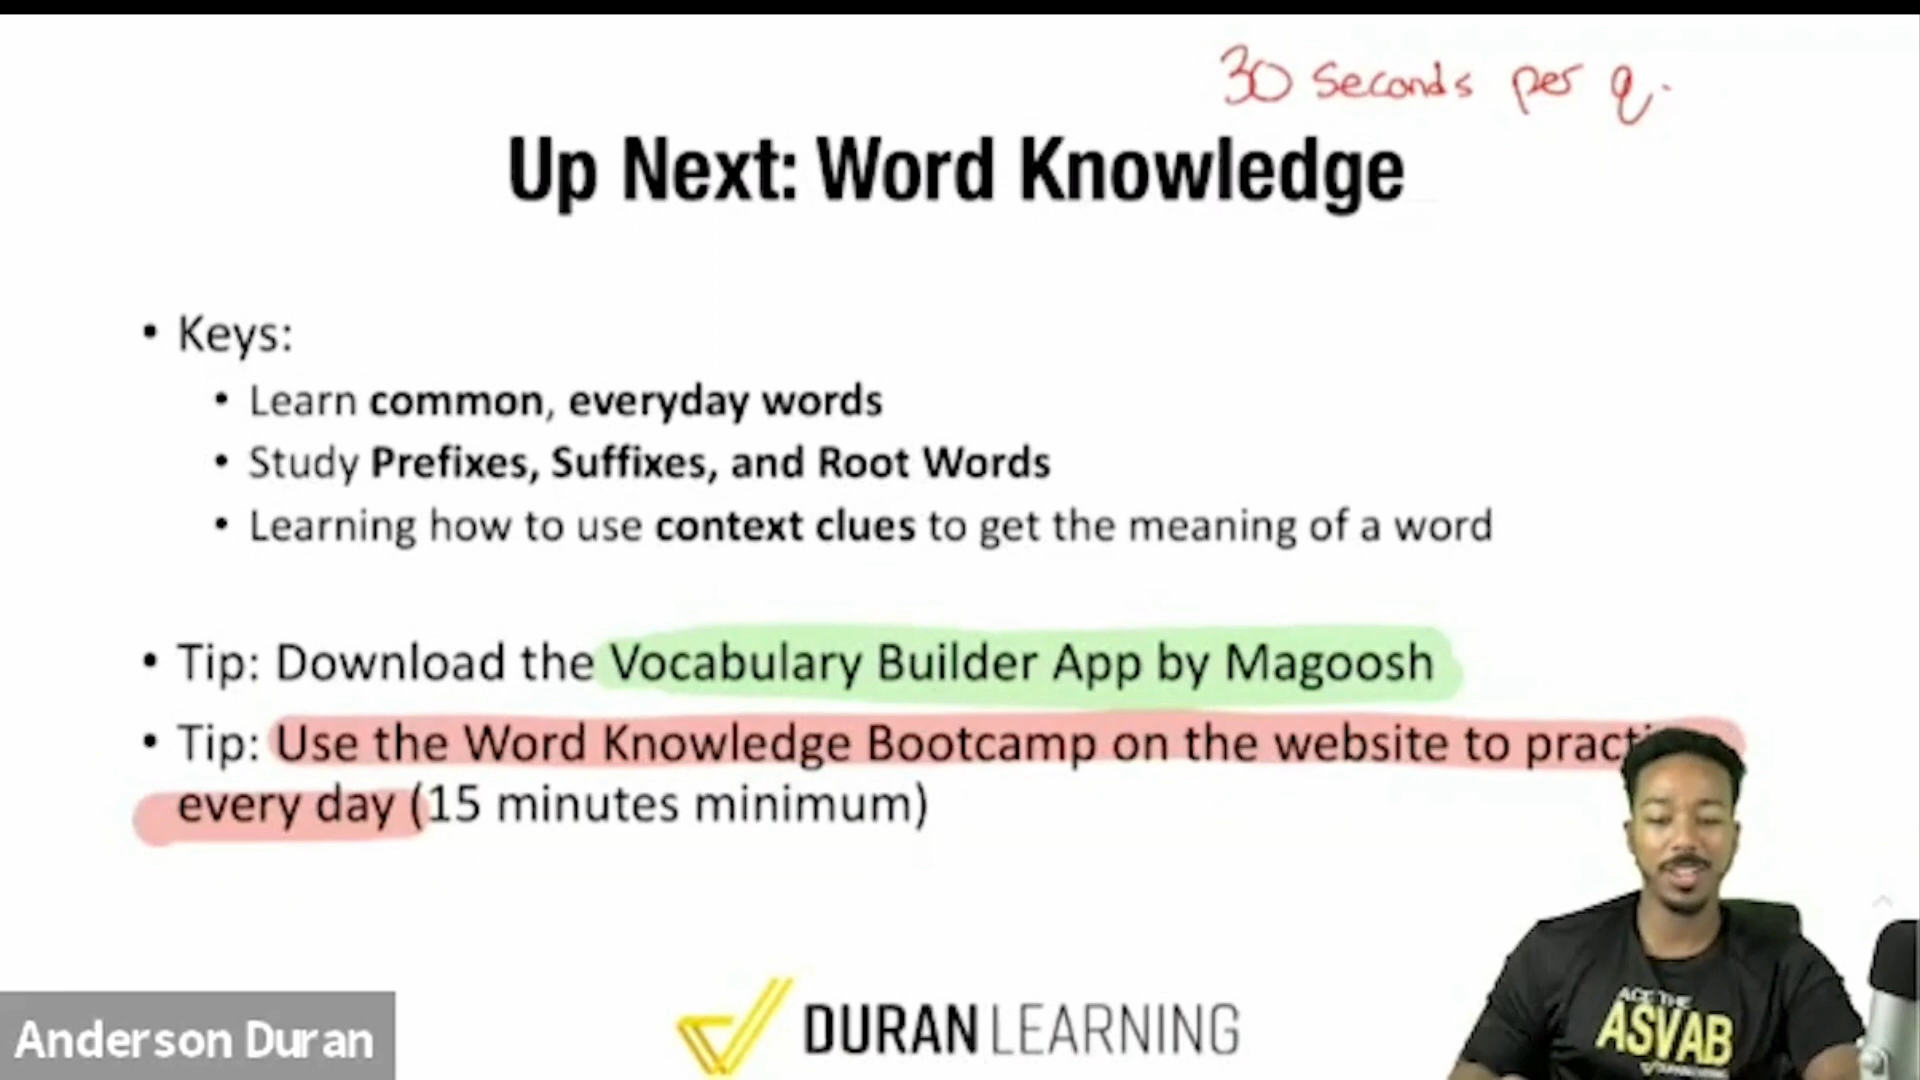 30 Seconds per q.
Up Next: Word Knowledge
• Keys:
• Learn common, everyday words
• Study Prefixes, Suffixes, and Root Words
• Learning how to use context clues to get the meaning of a word
• Tip: Download the Vocabulary Builder App by Magoosh
• Tip: Use the Word Knowledge Bootcamp on the website to
every day (15 minutes minimum)
Anderson Duran
DURAN LEARNING
ACE THE
ASVAB